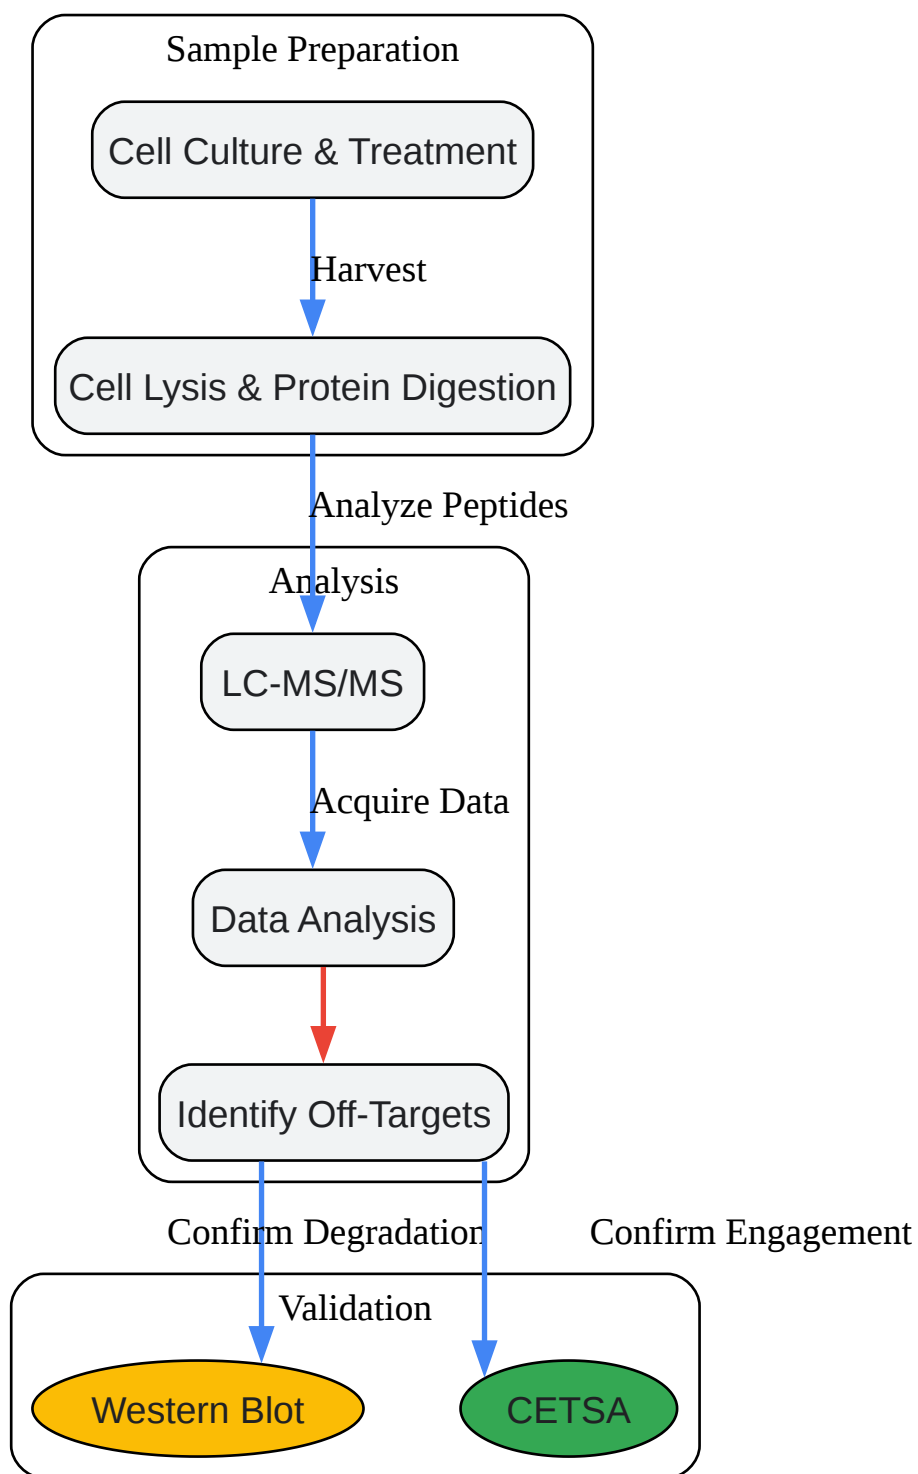 Sample Preparation
Cell Culture & Treatment
Harvest
Cell Lysis & Protein Digestion
Analyze Peptides
Analysis
LC-MS/MS
Acquire Data
Data Analysis
Identify Off-Targets
Confirm Degradation
Confirm Engagement
Validation
Western Blot
CETSA